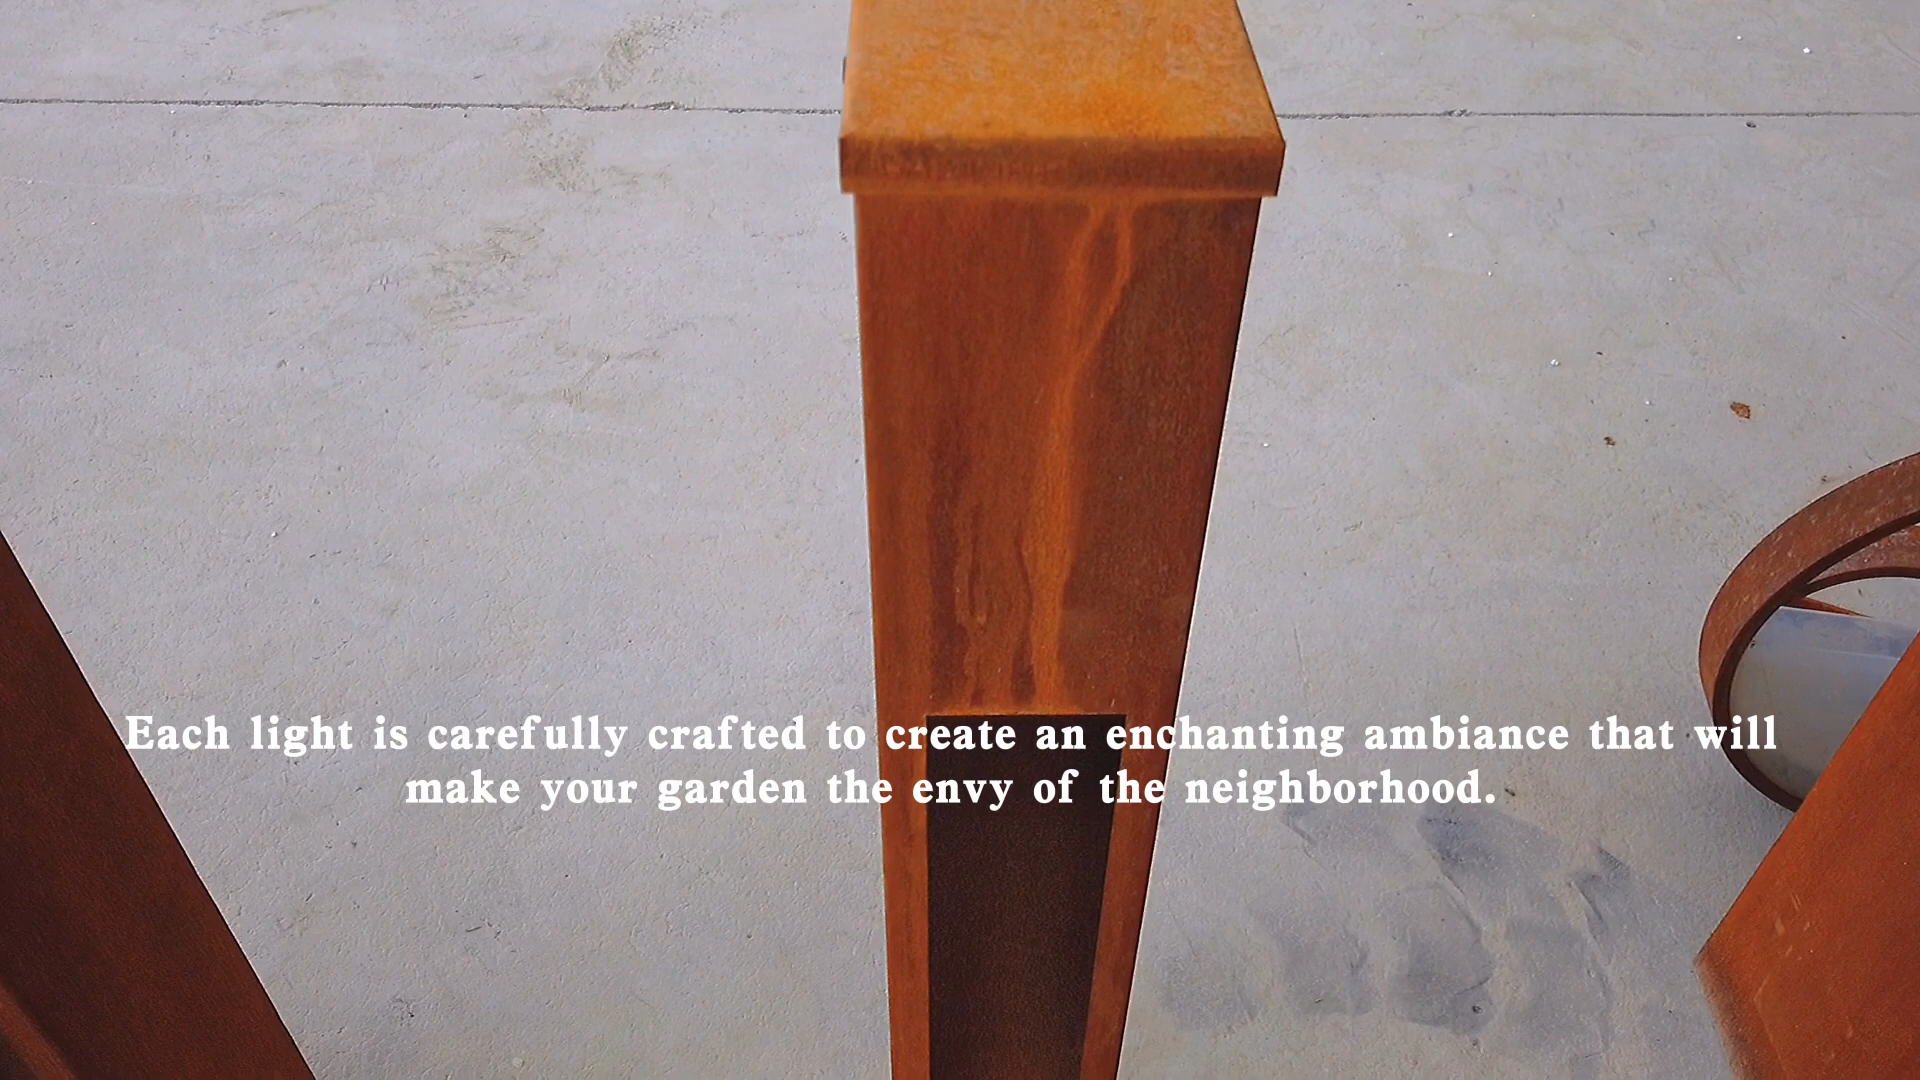 Each light is carefully crafted to create an enchanting ambiance that will
make your garden the envy of the neighborhood.